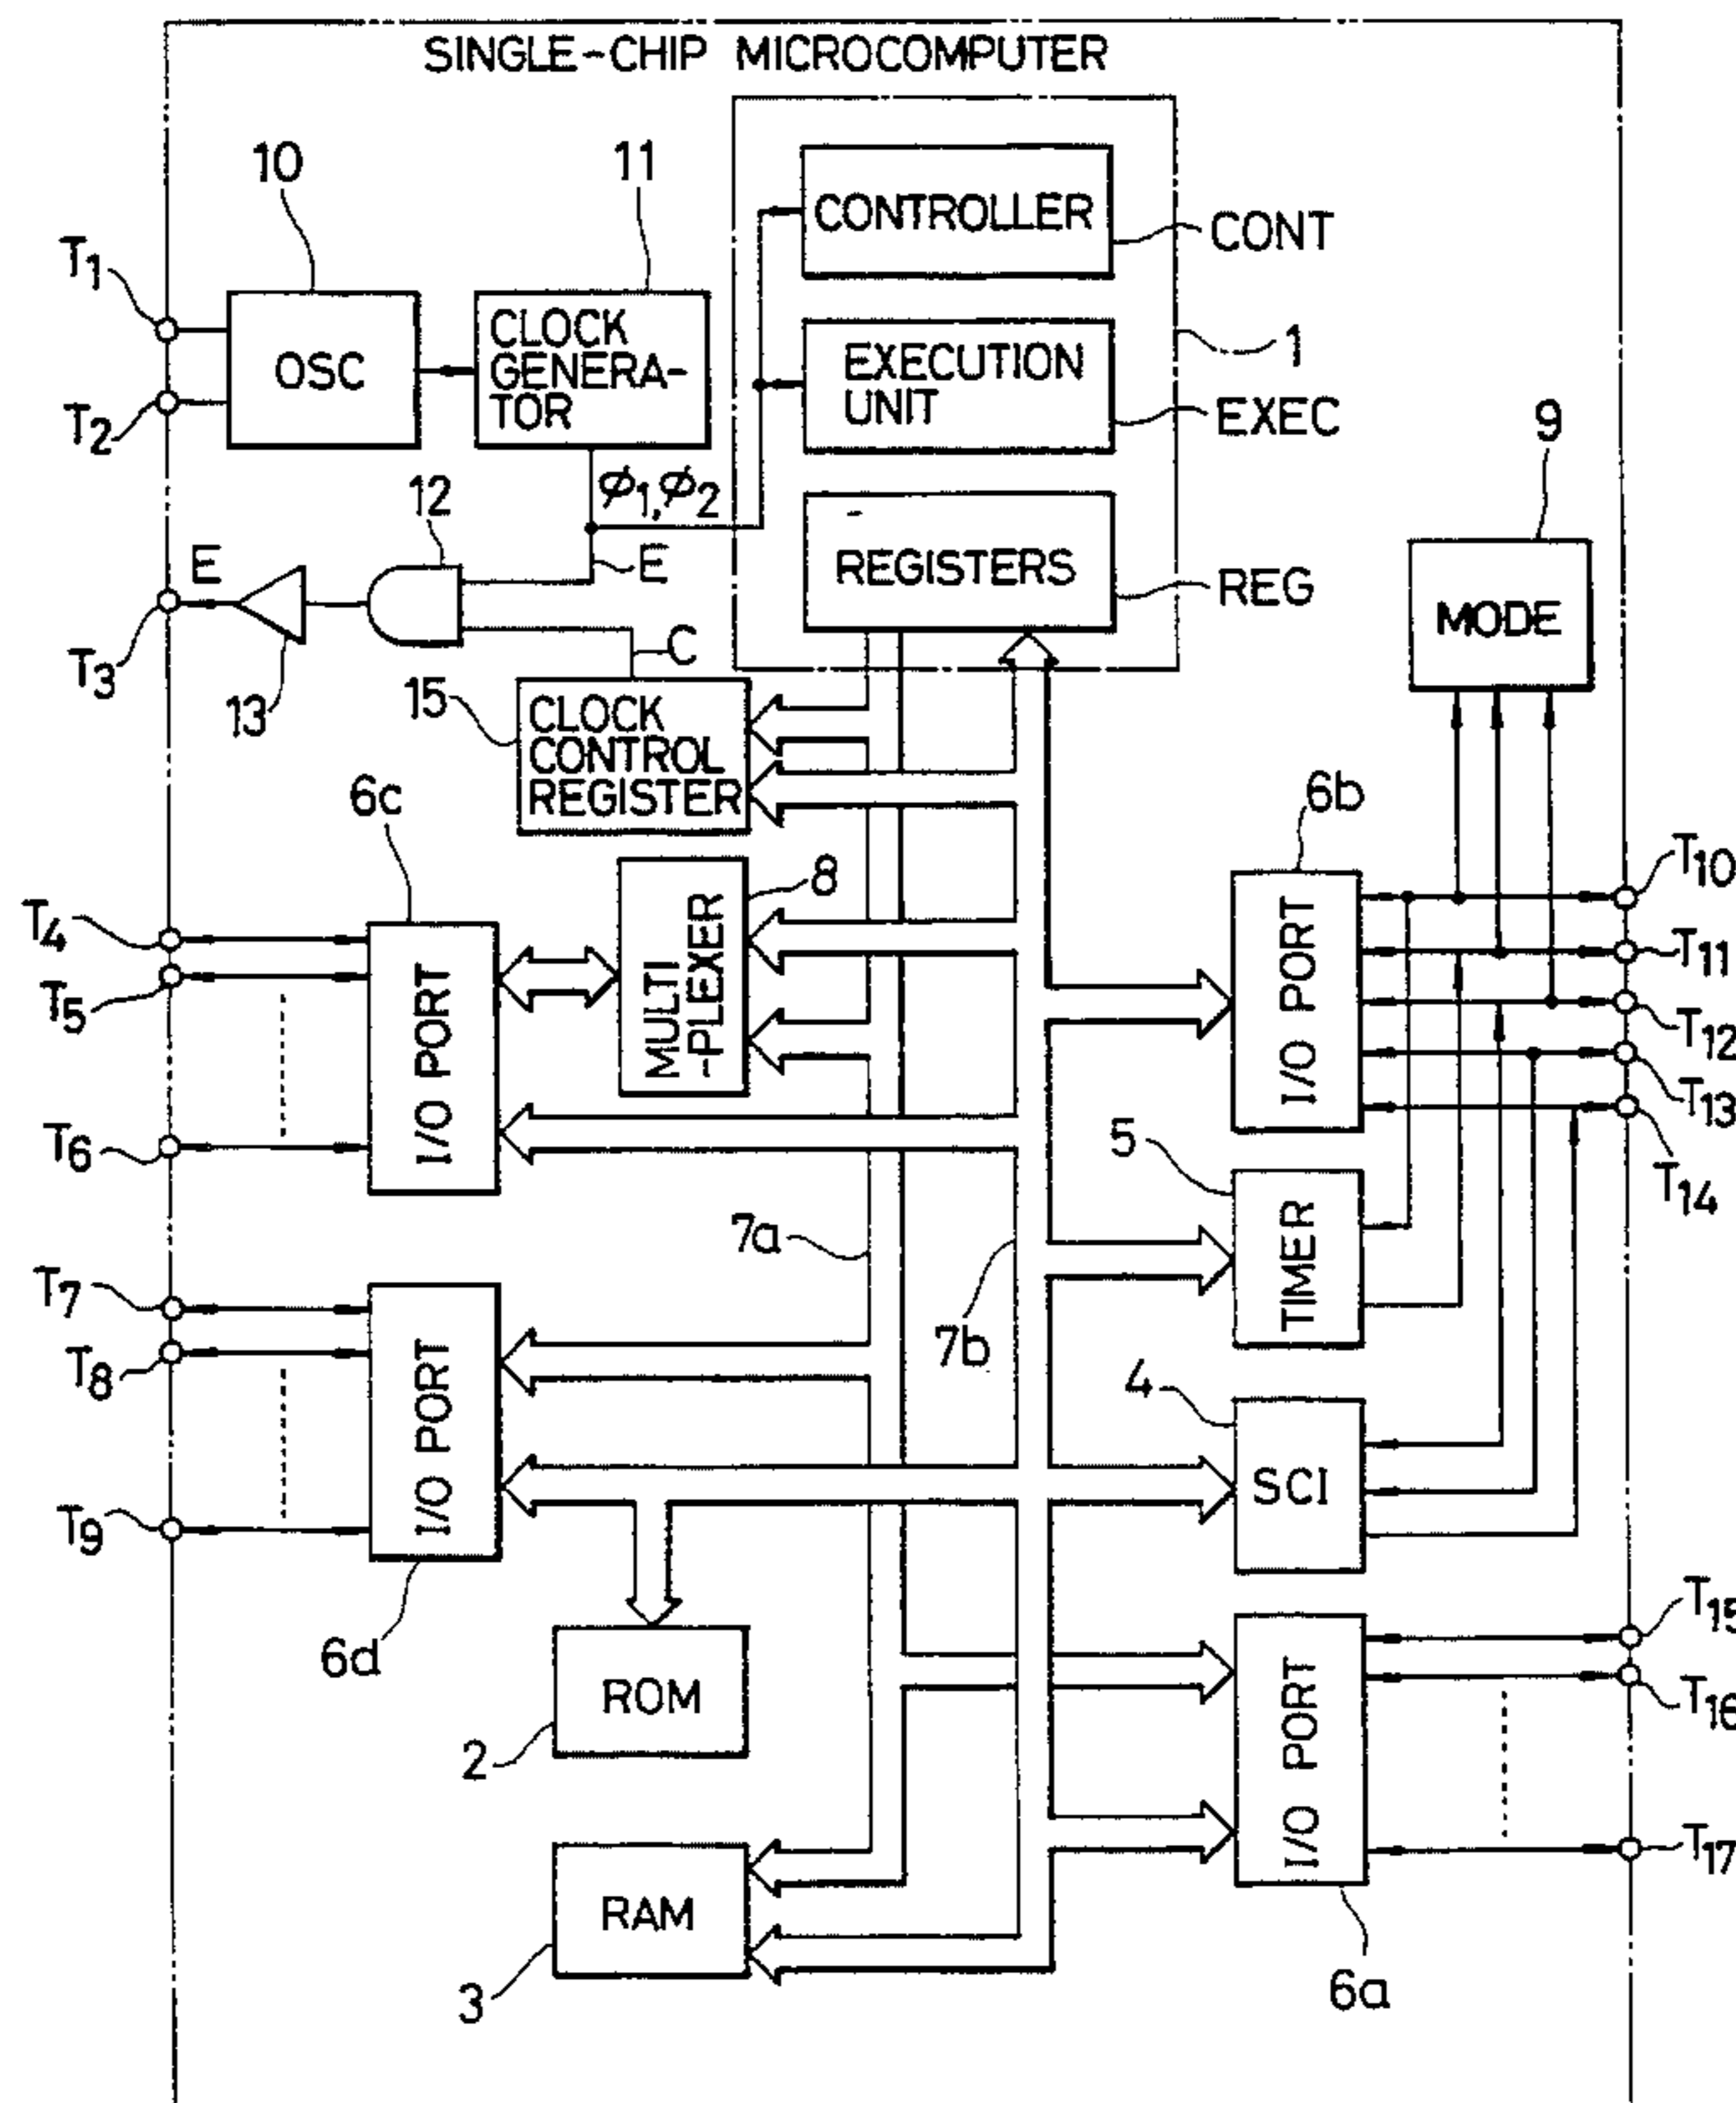 SINGLE-CHIP MICROCOMPUTER
10
11
CONTROLLER
CONT
T1
OSC
CLOCK
GENERA-
TOR
EXECUTION
UNIT
1
EXEC
T2
9
12
ϕ1,ϕ2
E
E
REGISTERS
REG
MODE
T3
13
C
15
CLOCK
CONTROL
REGISTER
6c
6b
8
T4
T5
T6
I/O PORT
MULTI
-PLEXER
I/O PORT
T10
T11
T12
T13
T14
5
7a
7b
TIMER
T7
T8
T9
I/O PORT
4
SCI
6d
ROM
2
T15
T16
T17
I/O PORT
RAM
3
6a